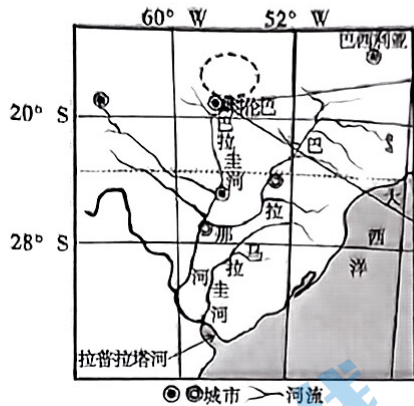 60° W 52° W
巴西利亚
20° S
科伦巴
巴拉圭河
巴拉那河
大西洋
28° S
乌拉圭河
拉普拉塔河
城市 河流